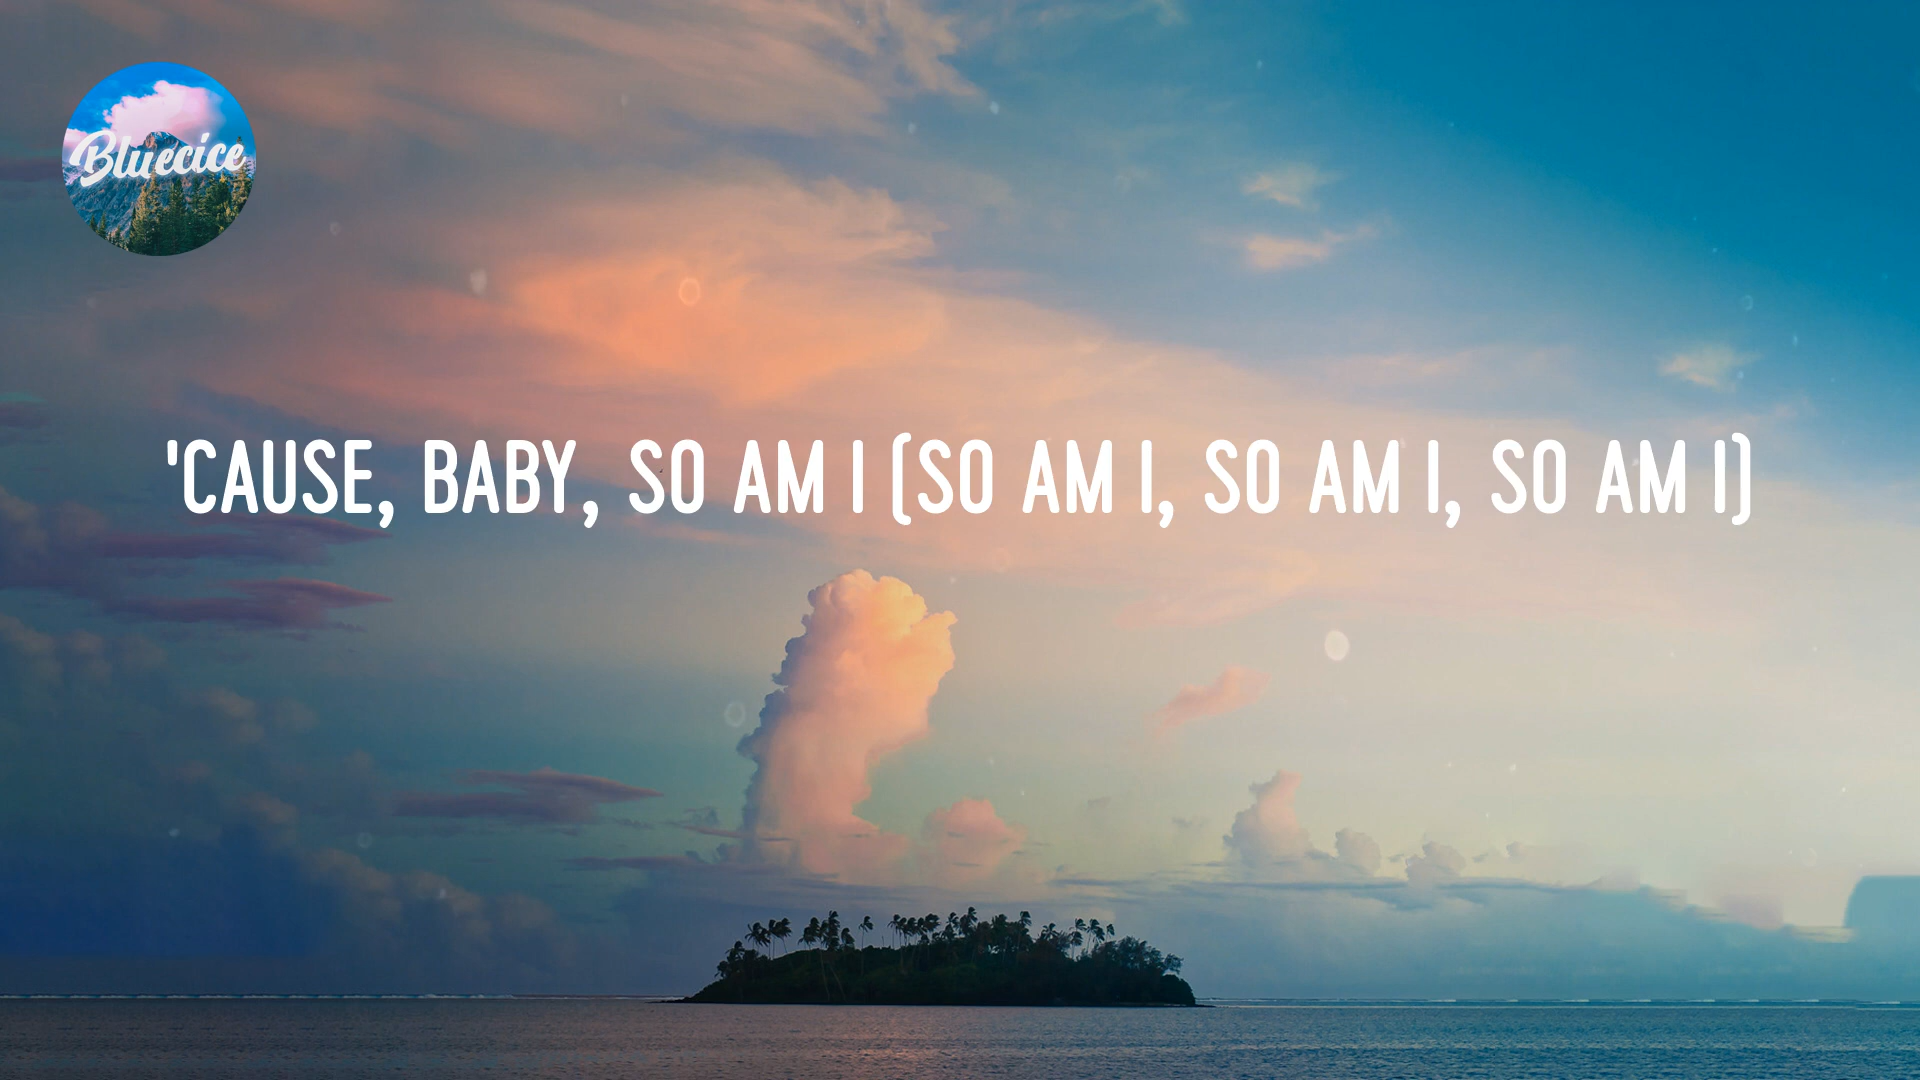 Bluecice
'CAUSE, BABY, SO AM I (SO AM I, SO AM I, SO AM I)